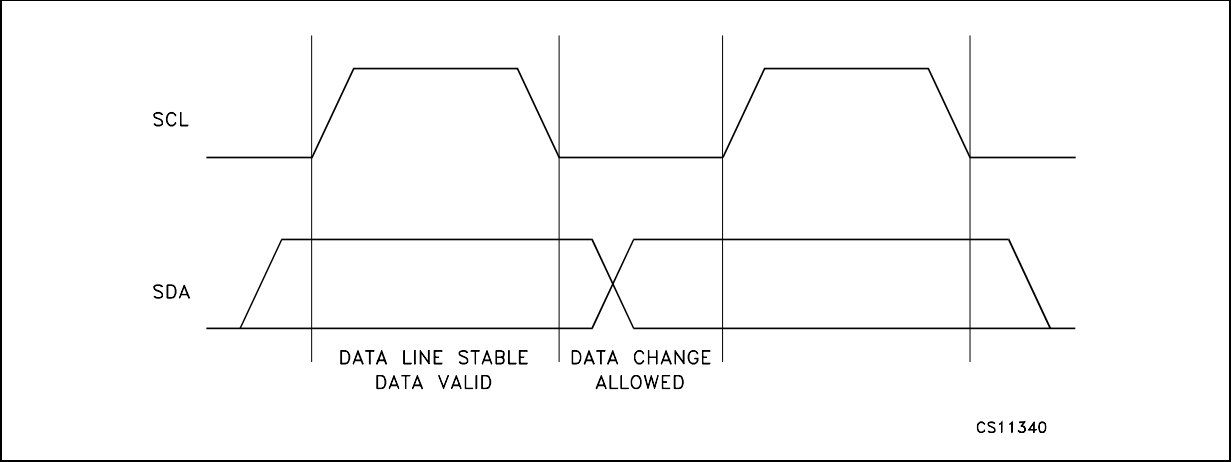 SCL
SDA
DATA LINE STABLE
DATA VALID
DATA CHANGE
ALLOWED
CS11340